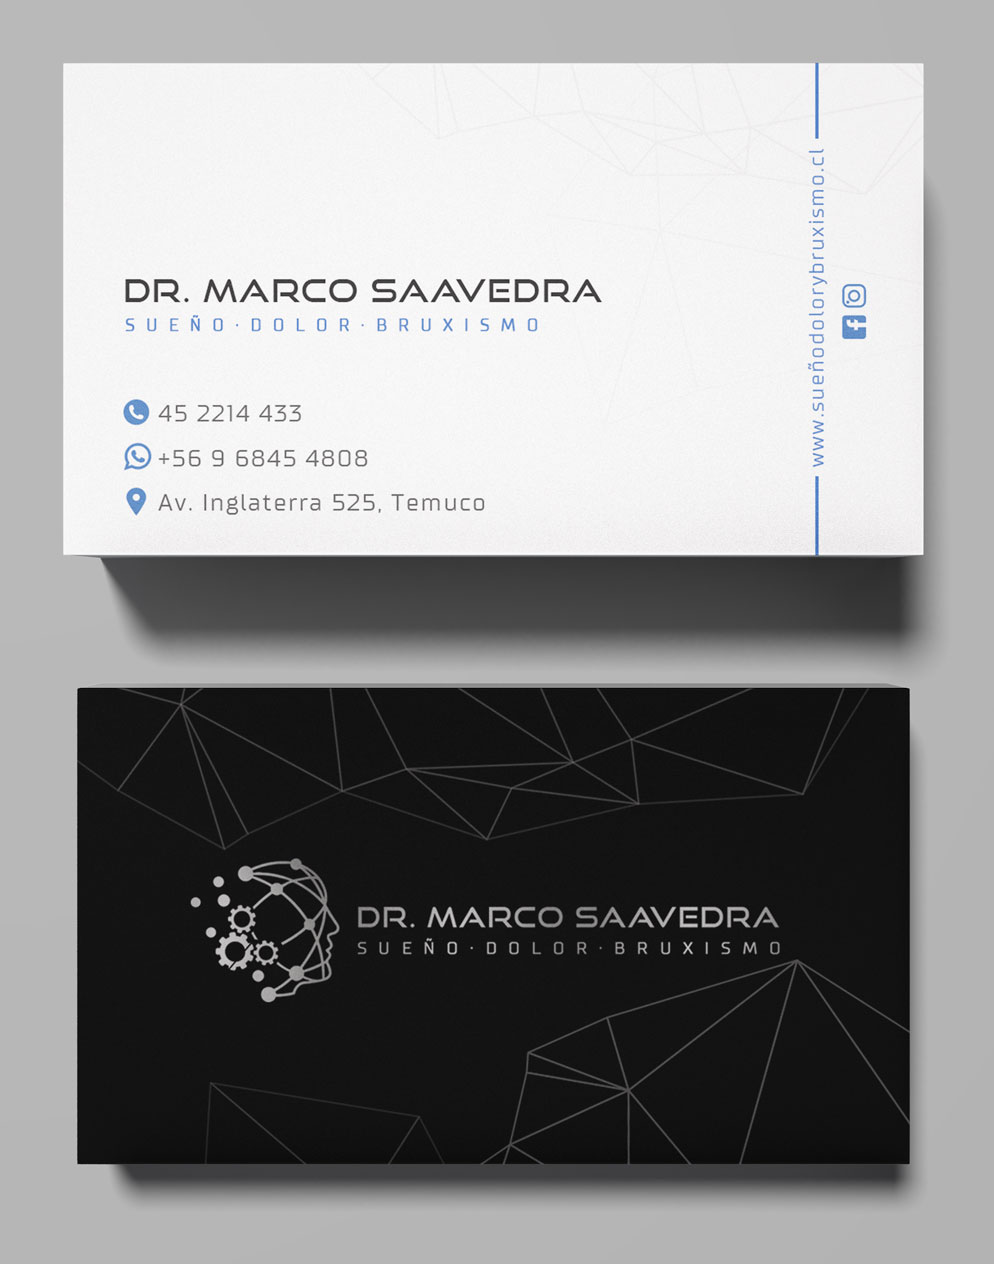 DR. MARCO SAAVEDRA
SUEÑO·DOLOR·BRUXISMO
45 2214 433
+56 9 6845 4808
Av. Inglaterra 525, Temuco
www.sueñodolorybruxismo.cl
DR. MARCO SAAVEDRA
SUEÑO·DOLOR·BRUXISMO